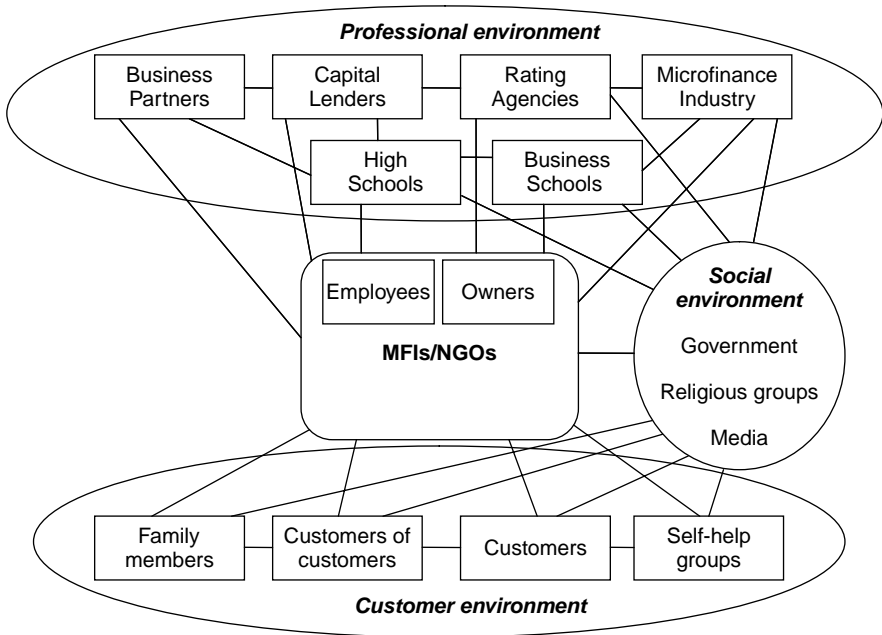 Professional environment
Business
Partners
Capital
Lenders
Rating
Agencies
Microfinance
Industry
High
Schools
Business
Schools
Employees
Owners
MFIs/NGOs
Social
environment
Government
Religious groups
Media
Family
members
Customers of
customers
Customers
Self-help
groups
Customer environment